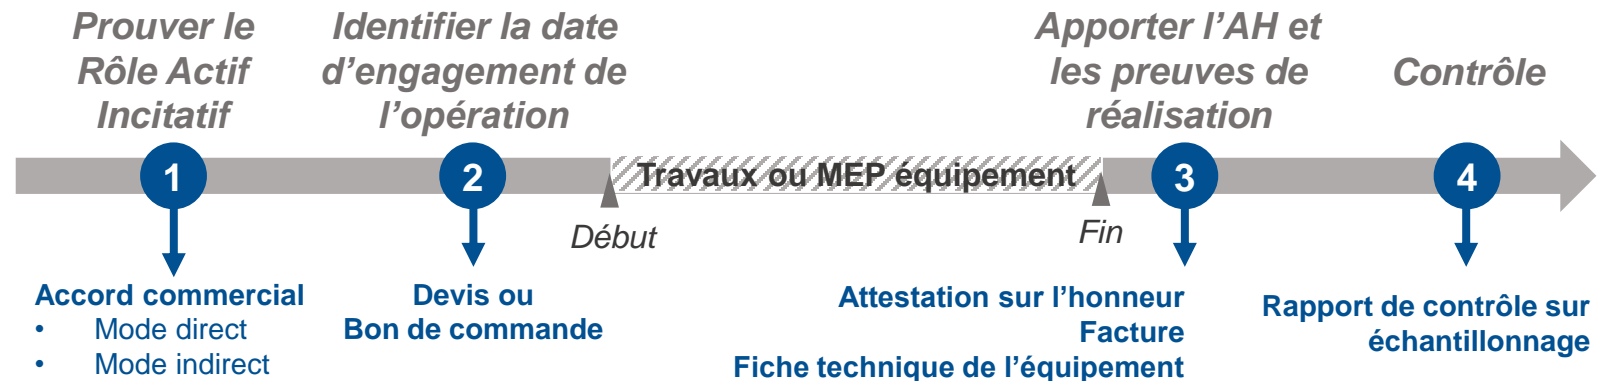 Prouver le
Rôle Actif
Incitatif
Identifier la date
d'engagement de
l'opération
Apporter l'AH et
les preuves de
réalisation
Contrôle
1
2
Travaux ou MEP équipement
3
4
Début
Fin
Accord commercial
• Mode direct
• Mode indirect
Devis ou
Bon de commande
Attestation sur l'honneur
Facture
Fiche technique de l'équipement
Rapport de contrôle sur
échantillonnage